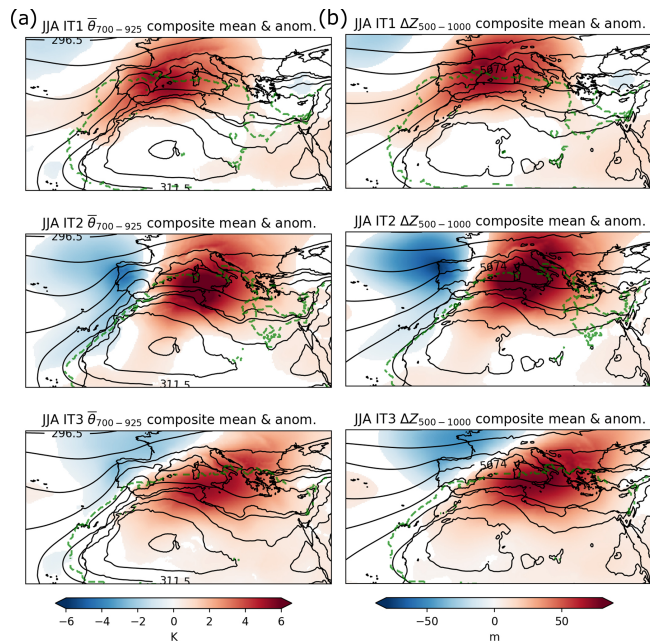 (a)
JJA IT1 θ̅₇₀₀₋₉₂₅ composite mean & anom.
296.5
311.5
(b)
JJA IT1 ΔZ₅₀₀₋₁₀₀₀ composite mean & anom.
5674
JJA IT2 θ̅₇₀₀₋₉₂₅ composite mean & anom.
296.5
311.5
JJA IT2 ΔZ₅₀₀₋₁₀₀₀ composite mean & anom.
5674
JJA IT3 θ̅₇₀₀₋₉₂₅ composite mean & anom.
296.5
311.5
JJA IT3 ΔZ₅₀₀₋₁₀₀₀ composite mean & anom.
5674
−6 −4 −2 0 2 4 6
K
−50 0 50
m